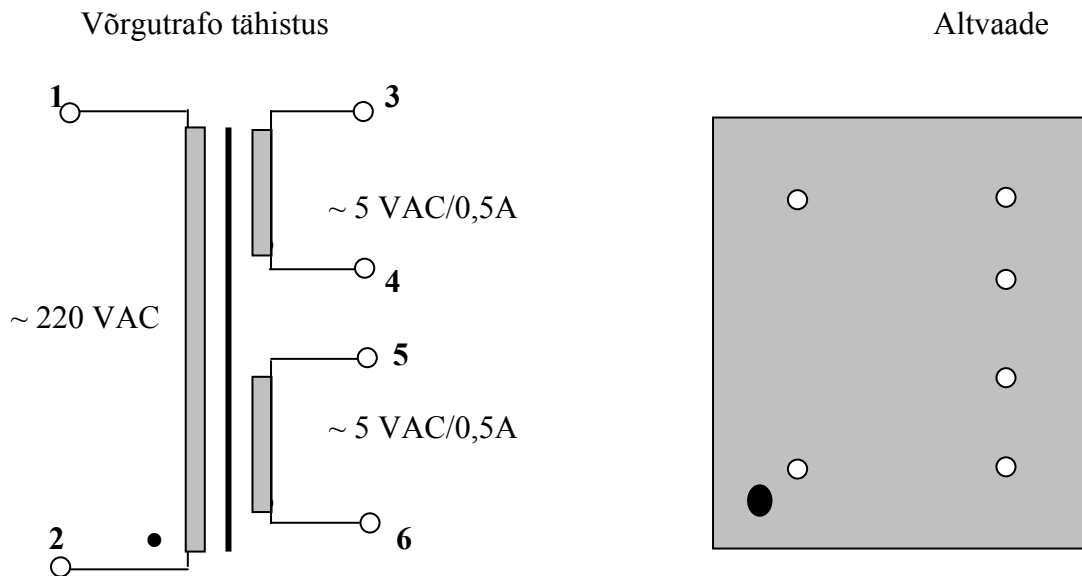 Võrgutrafo tähistus
Altvaade
1
3
~ 5 VAC/0,5A
4
~ 220 VAC
5
~ 5 VAC/0,5A
2
6